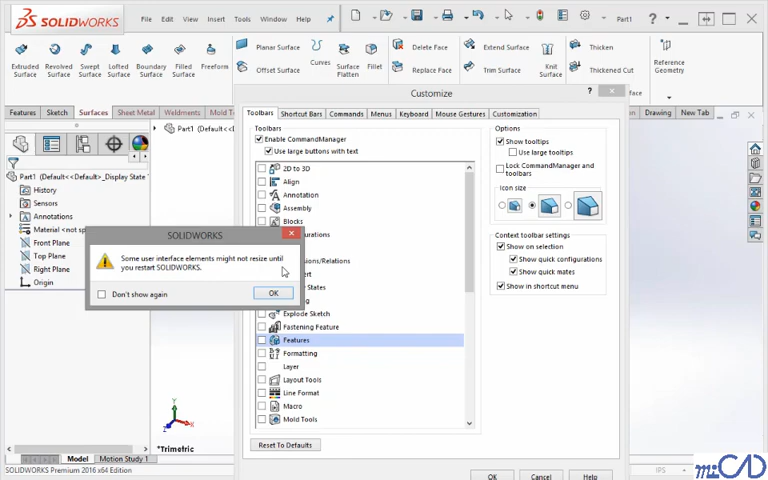 SOLIDWORKS
File Edit View Insert Tools Window Help
Part1
Extruded Surface
Revolved Surface
Swept Surface
Lofted Surface
Boundary Surface
Filled Surface
Freeform
Planar Surface
Offset Surface
Curves
Surface Flatten
Fillet
Delete Face
Replace Face
Extend Surface
Trim Surface
Knit Surface
Thicken
Thickened Cut
Reference Geometry
Features Sketch Surfaces Sheet Metal Weldments Mold T
Drawing New Tab
Part1 (Default<
Part1 (Default<<Default>_Display State
History
Sensors
Annotations
Material <not sp
Front Plane
Top Plane
Right Plane
Origin
Customize
Toolbars Shortcut Bars Commands Menus Keyboard Mouse Gestures Customization
Toolbars
Enable CommandManager
Use large buttons with text
2D to 3D
Align
Annotation
Assembly
Blocks
Explode Sketch
Fastening Feature
Features
Formatting
Layer
Layout Tools
Line Format
Macro
Mold Tools
Reset To Defaults
Options
Show tooltips
Use large tooltips
Lock CommandManager and toolbars
Icon size
Context toolbar settings
Show on selection
Show quick configurations
Show quick mates
Show in shortcut menu
OK Cancel Help
SOLIDWORKS
Some user interface elements might not resize until
you restart SOLIDWORKS.
Don't show again
OK
*Trimetric
Model Motion Study 1
SOLIDWORKS Premium 2016 x64 Edition
IPS
miCAD